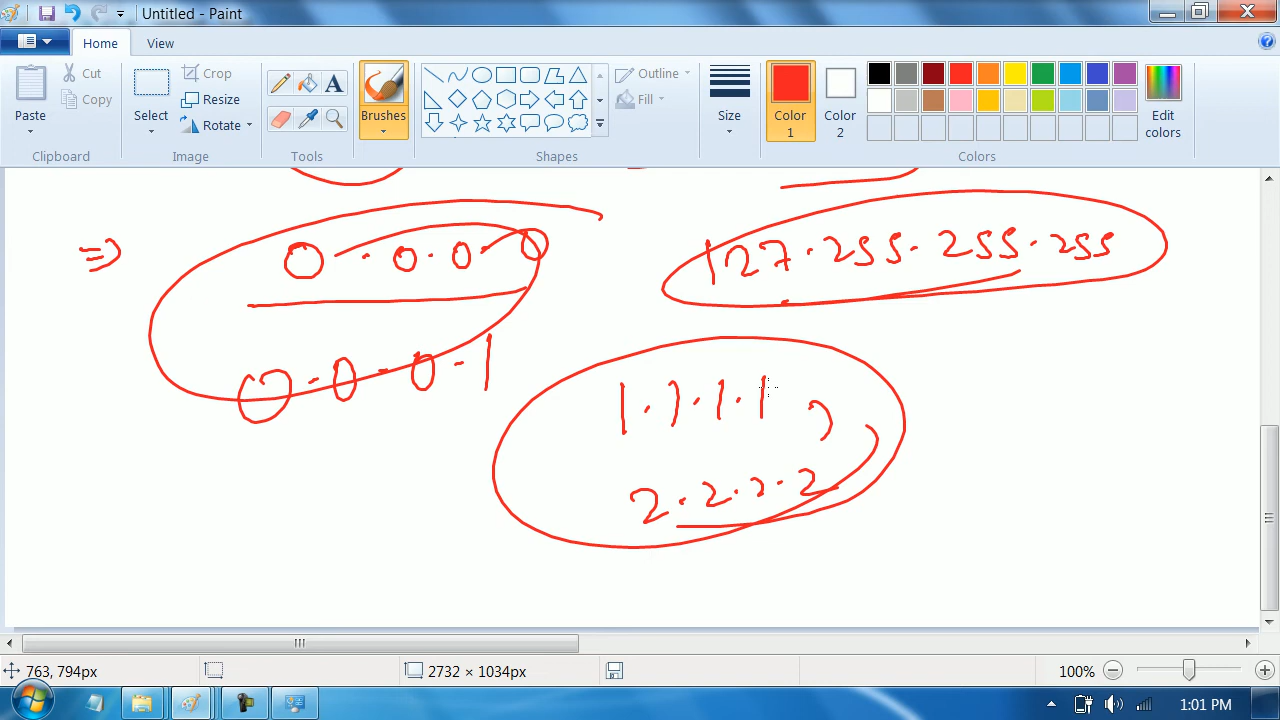 Untitled - Paint
Home View
Paste
Cut
Copy
Clipboard
Select
Crop
Resize
Rotate
Image
Tools
Brushes
Outline
Fill
Shapes
Size
Color 1
Color 2
Edit colors
Colors
=> 0 . 0 . 0 0
127 . 255 . 255 . 255
0 . 0 . 0 . 1
1 . 1 . 1 . 1 ,
2 . 2 . 2 . 2
763, 794px
2732 × 1034px
100%
1:01 PM